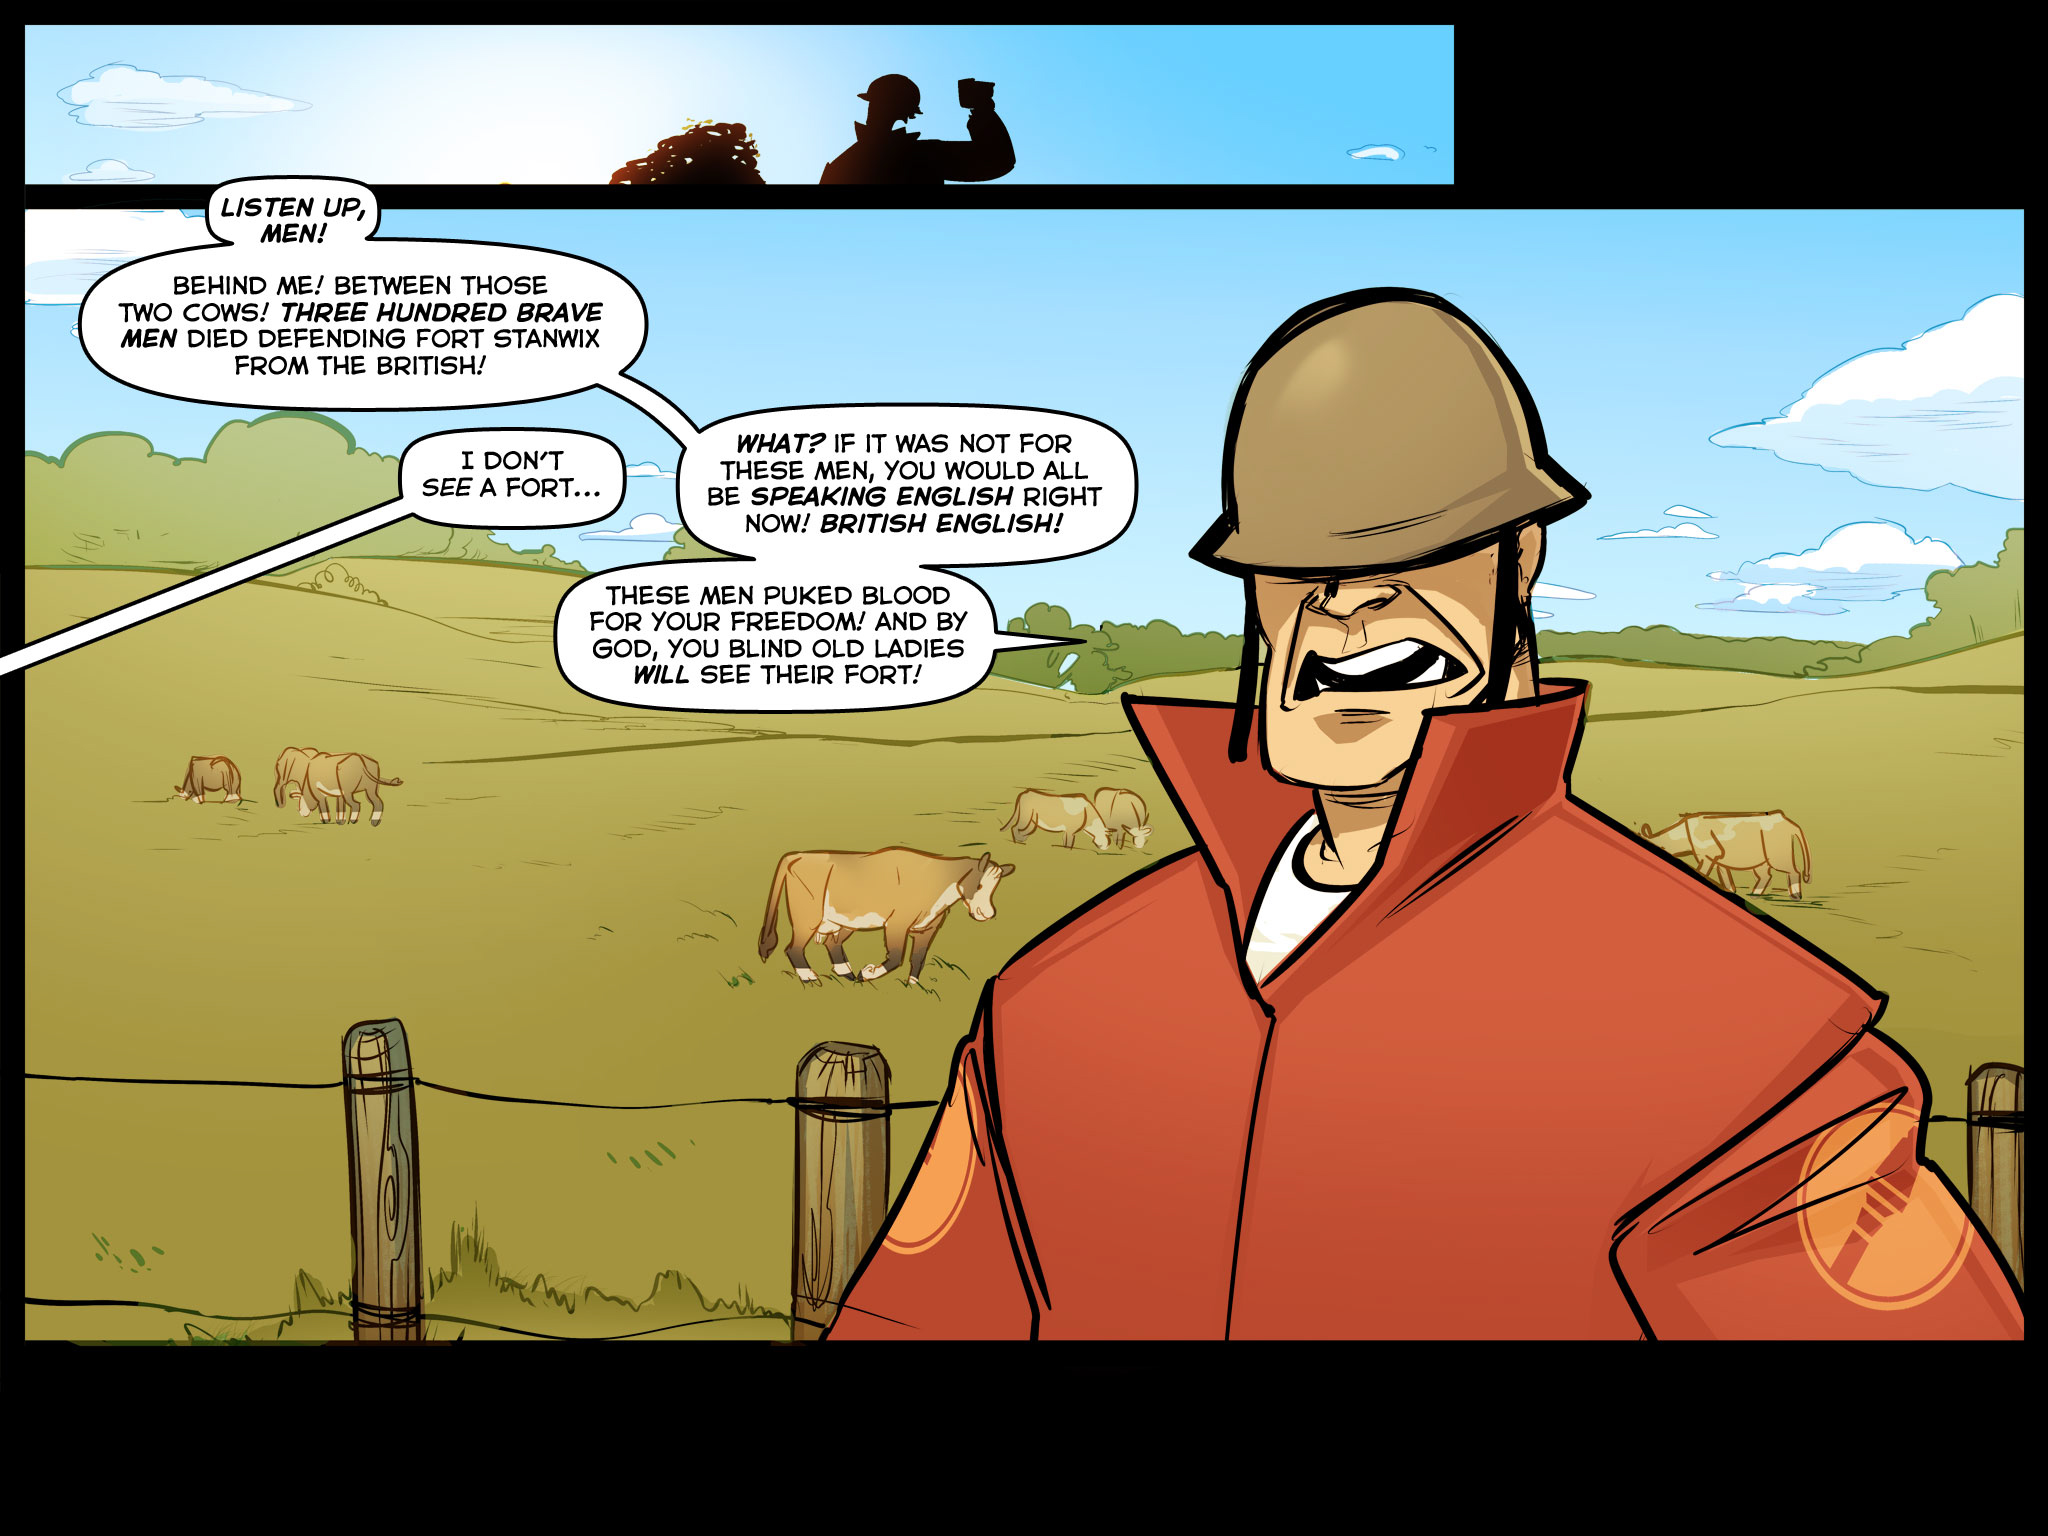 LISTEN UP,
MEN!
BEHIND ME! BETWEEN THOSE
TWO COWS! THREE HUNDRED BRAVE
MEN DIED DEFENDING FORT STANWIX
FROM THE BRITISH!
I DON'T
SEE A FORT...
WHAT? IF IT WAS NOT FOR
THESE MEN, YOU WOULD ALL
BE SPEAKING ENGLISH RIGHT
NOW! BRITISH ENGLISH!
THESE MEN PUKED BLOOD
FOR YOUR FREEDOM! AND BY
GOD, YOU BLIND OLD LADIES
WILL SEE THEIR FORT!